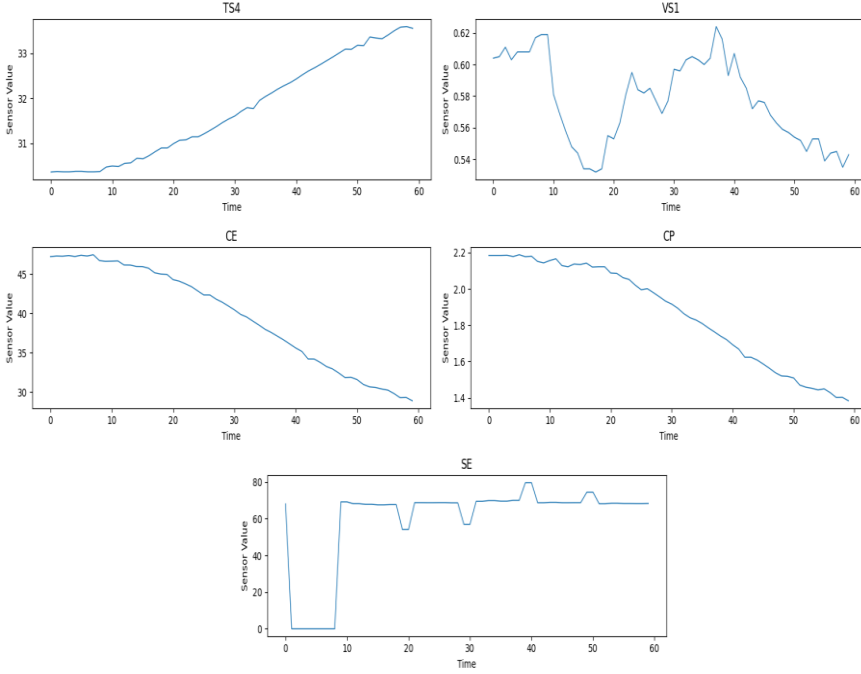 TS4
Sensor Value
33
32
31
0 10 20 30 40 50 60
Time
VS1
Sensor Value
0.62
0.60
0.58
0.56
0.54
0 10 20 30 40 50 60
Time
CE
Sensor Value
45
40
35
30
0 10 20 30 40 50 60
Time
CP
Sensor Value
2.2
2.0
1.8
1.6
1.4
0 10 20 30 40 50 60
Time
SE
Sensor Value
80
60
40
20
0
0 10 20 30 40 50 60
Time